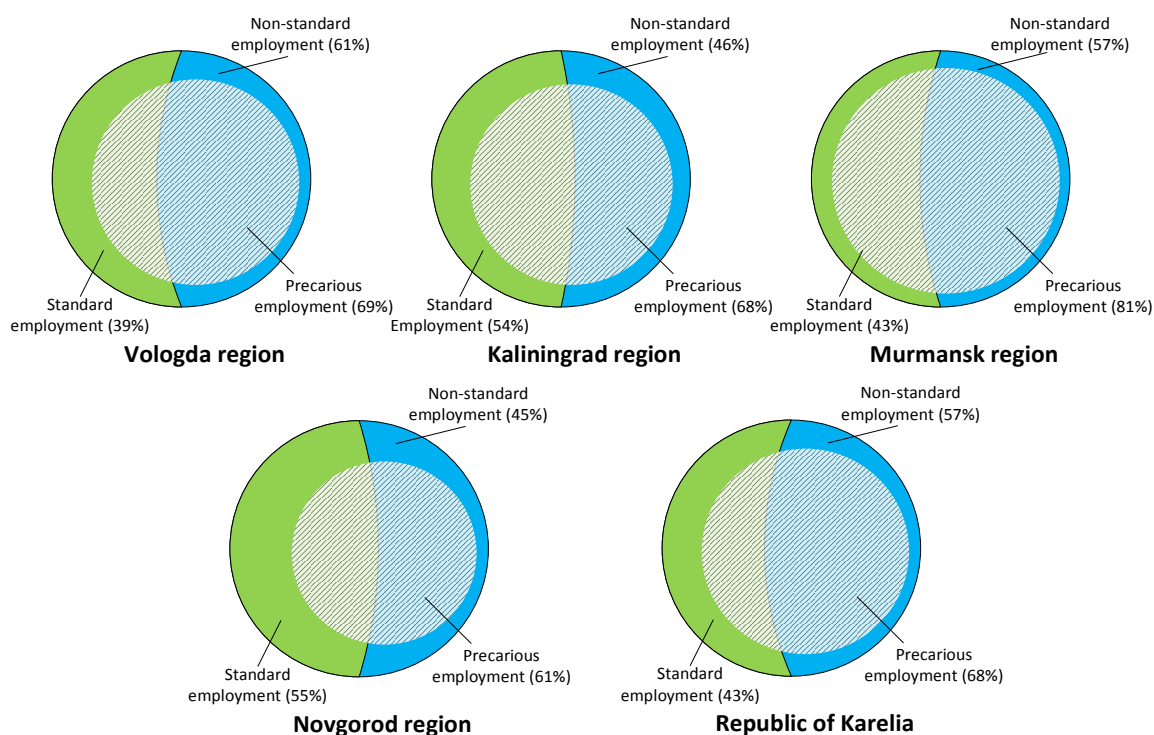 Non-standard
employment (61%)
Precarious
employment (69%)
Standard
employment (39%)
Vologda region
Non-standard
employment (46%)
Precarious
employment (68%)
Standard
Employment (54%)
Kaliningrad region
Non-standard
employment (57%)
Precarious
employment (81%)
Standard
employment (43%)
Murmansk region
Non-standard
employment (45%)
Precarious
employment (61%)
Standard
employment (55%)
Novgorod region
Non-standard
employment (57%)
Precarious
employment (68%)
Standard
employment (43%)
Republic of Karelia